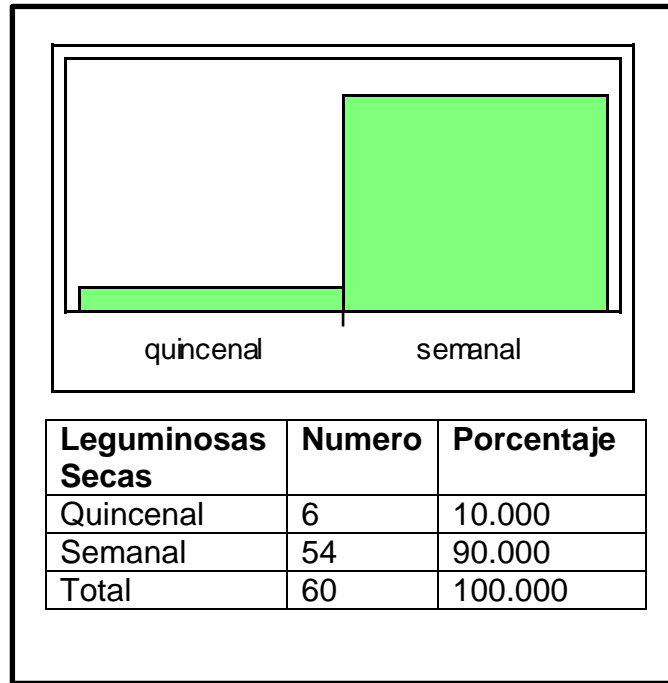 quincenal semanal
Leguminosas Secas Numero Porcentaje
Quincenal 6 10.000
Semanal 54 90.000
Total 60 100.000